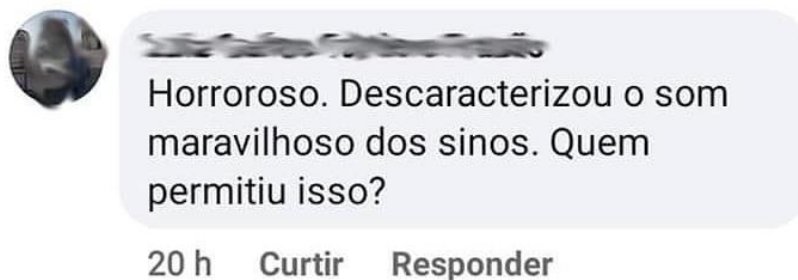 Horroroso. Descaracterizou o som
maravilhoso dos sinos. Quem
permitiu isso?
20 h Curtir Responder